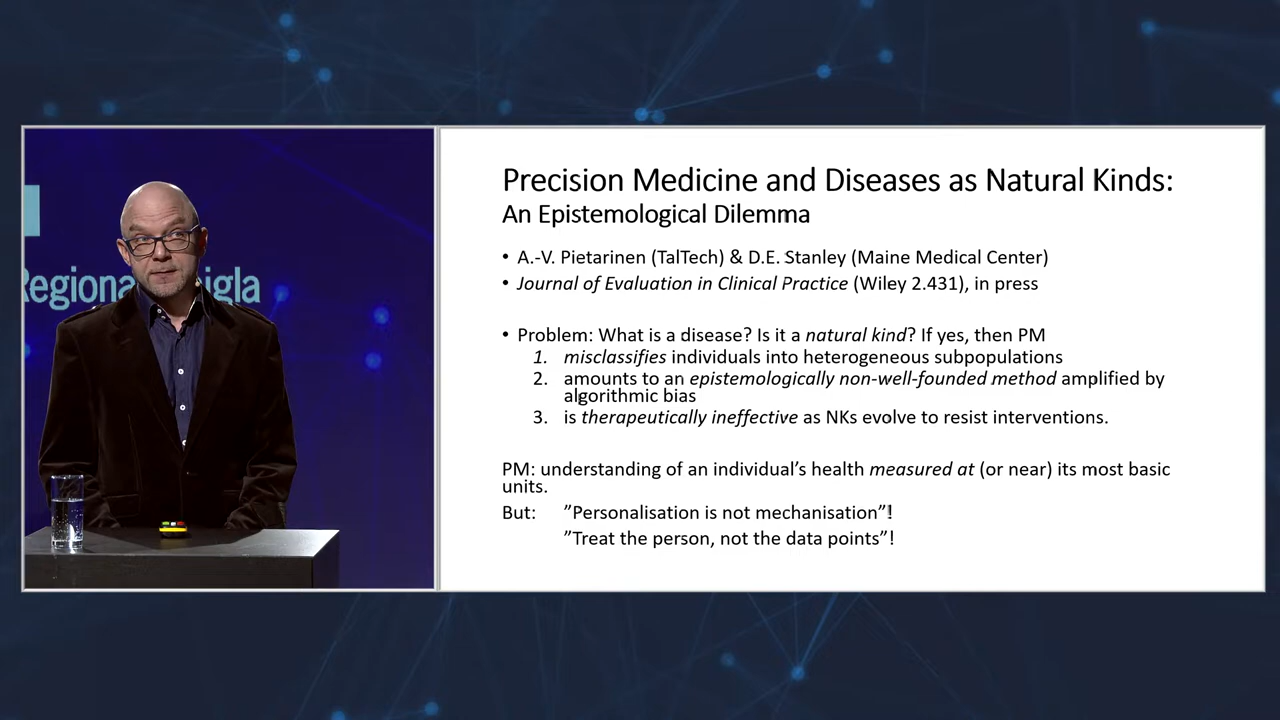 Regiona igla
Precision Medicine and Diseases as Natural Kinds:
An Epistemological Dilemma
• A.-V. Pietarinen (TalTech) & D.E. Stanley (Maine Medical Center)
• Journal of Evaluation in Clinical Practice (Wiley 2.431), in press
• Problem: What is a disease? Is it a natural kind? If yes, then PM
1. misclassifies individuals into heterogeneous subpopulations
2. amounts to an epistemologically non-well-founded method amplified by
algorithmic bias
3. is therapeutically ineffective as NKs evolve to resist interventions.
PM: understanding of an individual’s health measured at (or near) its most basic
units.
But: ”Personalisation is not mechanisation”!
”Treat the person, not the data points”!